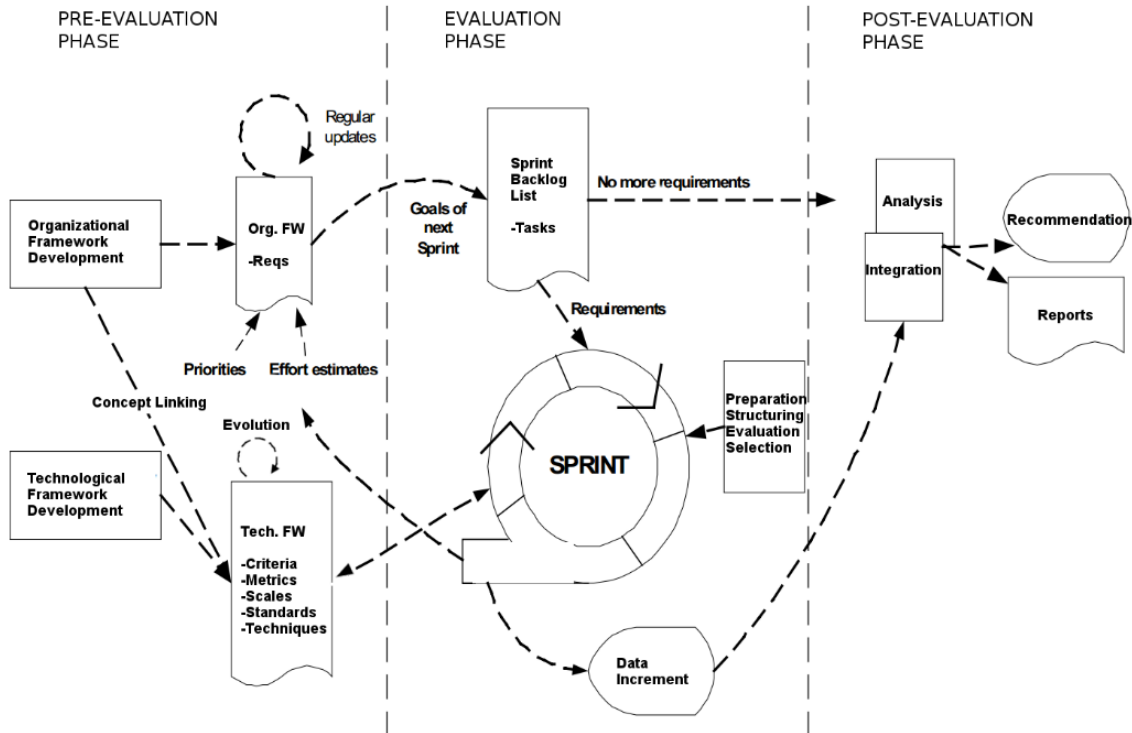 PRE-EVALUATION
PHASE
EVALUATION
PHASE
POST-EVALUATION
PHASE
Regular
updates
Organizational
Framework
Development
Org. FW
-Reqs
Goals of
next
Sprint
Sprint
Backlog
List
-Tasks
No more requirements
Analysis
Integration
Recommendation
Reports
Requirements
Priorities
Effort estimates
Concept Linking
Evolution
Technological
Framework
Development
Tech. FW
-Criteria
-Metrics
-Scales
-Standards
-Techniques
SPRINT
Preparation
Structuring
Evaluation
Selection
Data
Increment